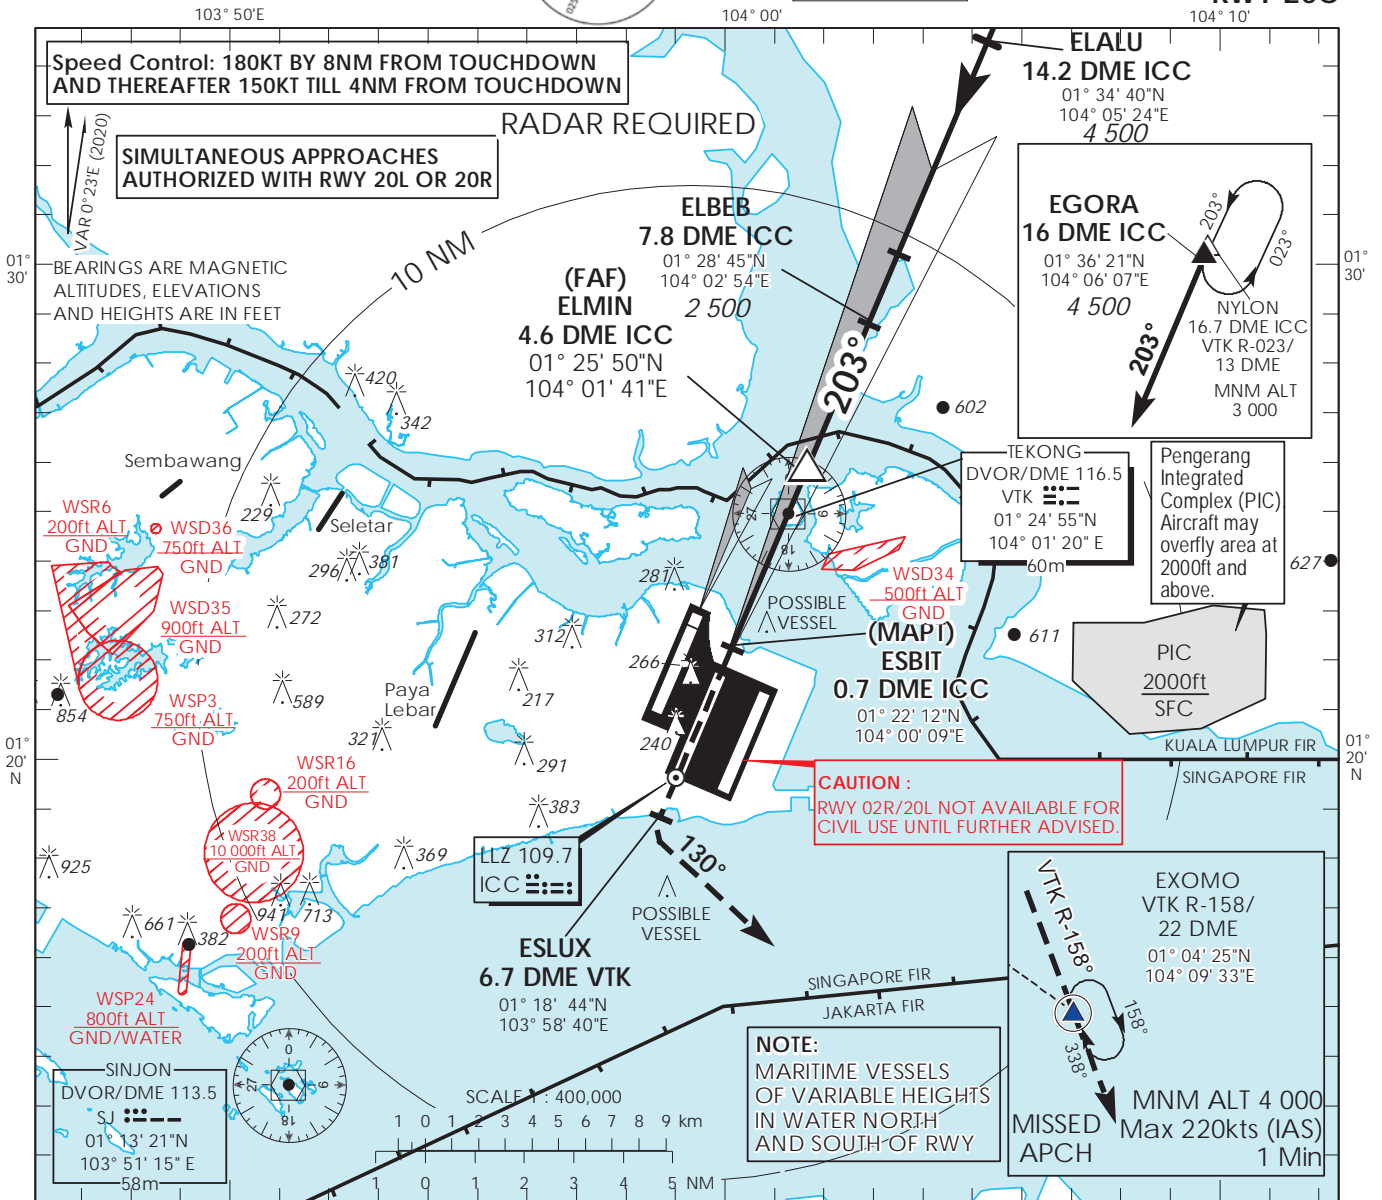 103° 50'E
104° 00'
104° 10'
Speed Control: 180KT BY 8NM FROM TOUCHDOWN
AND THEREAFTER 150KT TILL 4NM FROM TOUCHDOWN
RADAR REQUIRED
VAR 0°23'E (2020)
SIMULTANEOUS APPROACHES
AUTHORIZED WITH RWY 20L OR 20R
ELALU
14.2 DME ICC
01° 34' 40"N
104° 05' 24"E
4 500
EGORA
16 DME ICC
01° 36' 21"N
104° 06' 07"E
4 500
203°
023°
203°
NYLON
16.7 DME ICC
VTK R-023/
13 DME
MNM ALT
3 000
01°
30'
BEARINGS ARE MAGNETIC
ALTITUDES, ELEVATIONS
AND HEIGHTS ARE IN FEET
10 NM
ELBEB
7.8 DME ICC
01° 28' 45"N
104° 02' 54"E
2 500
(FAF)
ELMIN
4.6 DME ICC
01° 25' 50"N
104° 01' 41"E
203°
01°
30'
420
342
602
Sembawang
229
Seletar
296
381
WSR6
200ft ALT
GND
WSD36
750ft ALT
GND
WSD35
900ft ALT
GND
WSP3
750ft ALT
GND
TEKONG
DVOR/DME 116.5
VTK
01° 24' 55"N
104° 01' 20" E
60m
27
9
18
Pengerang
Integrated
Complex (PIC)
Aircraft may
overfly area at
2000ft and
above.
627
611
PIC
2000ft
SFC
WSD34
500ft ALT
GND
POSSIBLE
VESSEL
(MAPT)
ESBIT
0.7 DME ICC
01° 22' 12"N
104° 00' 09"E
281
272
312
266
217
589
854
Paya
Lebar
321
240
291
01°
20'
N
KUALA LUMPUR FIR
SINGAPORE FIR
01°
20'
N
WSR16
200ft ALT
GND
CAUTION :
RWY 02R/20L NOT AVAILABLE FOR
CIVIL USE UNTIL FURTHER ADVISED.
383
WSR38
10 000ft ALT
GND
369
925
LLZ 109.7
ICC
130°
POSSIBLE
VESSEL
941
713
661
382
WSR9
200ft ALT
GND
ESLUX
6.7 DME VTK
01° 18' 44"N
103° 58' 40"E
WSP24
800ft ALT
GND/WATER
SINGAPORE FIR
JAKARTA FIR
VTK R-158°
EXOMO
VTK R-158/
22 DME
01° 04' 25"N
104° 09' 33"E
158°
338°
MNM ALT 4 000
Max 220kts (IAS)
1 Min
MISSED
APCH
NOTE:
MARITIME VESSELS
OF VARIABLE HEIGHTS
IN WATER NORTH
AND SOUTH OF RWY
SINJON
DVOR/DME 113.5
SJ
01° 13' 21"N
103° 51' 15" E
58m
0
27
9
18
SCALE 1 : 400,000
1 0 1 2 3 4 5 6 7 8 9 km
1 0 1 2 3 4 5 NM